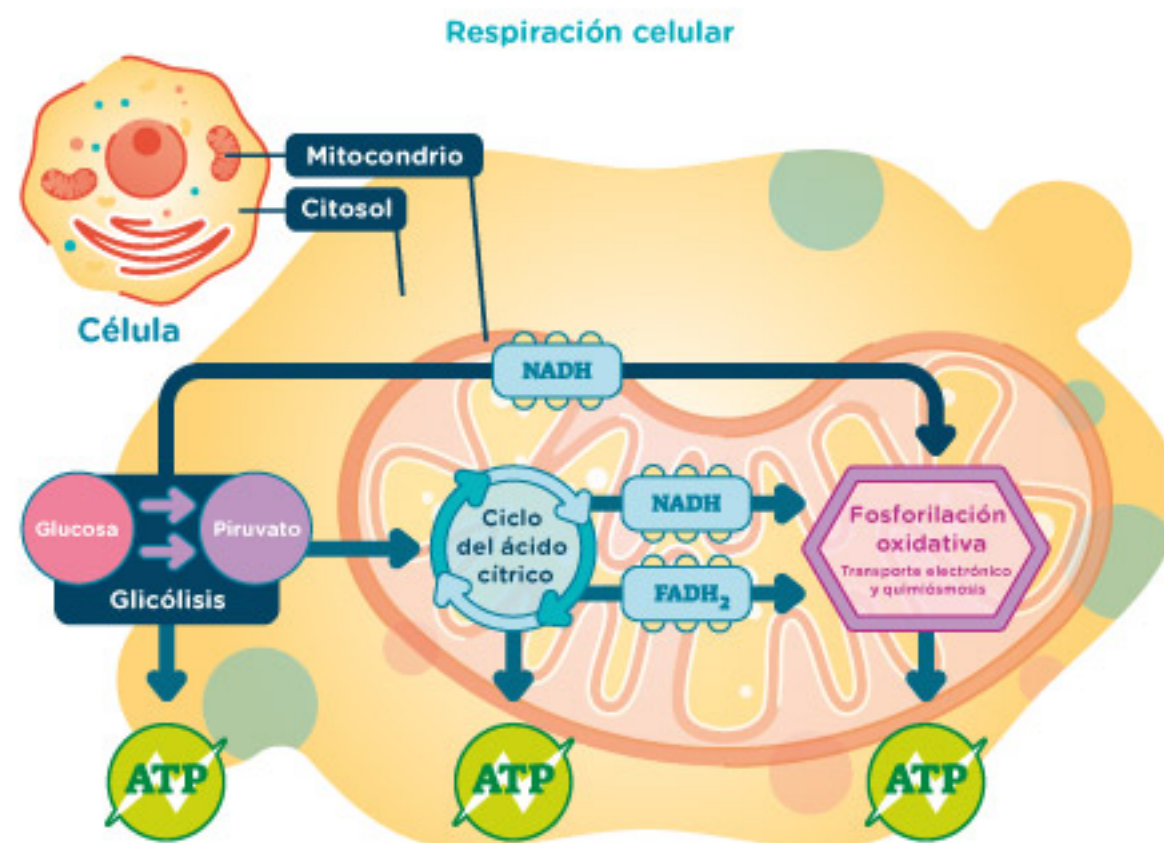 Respiración celular
Mitocondrio
Citosol
Célula
NADH
Glucosa
Piruvato
Glicólisis
Ciclo
del ácido
cítrico
NADH
FADH₂
Fosforilación
oxidativa
Transporte electrónico
y quimiósmosis
ATP
ATP
ATP